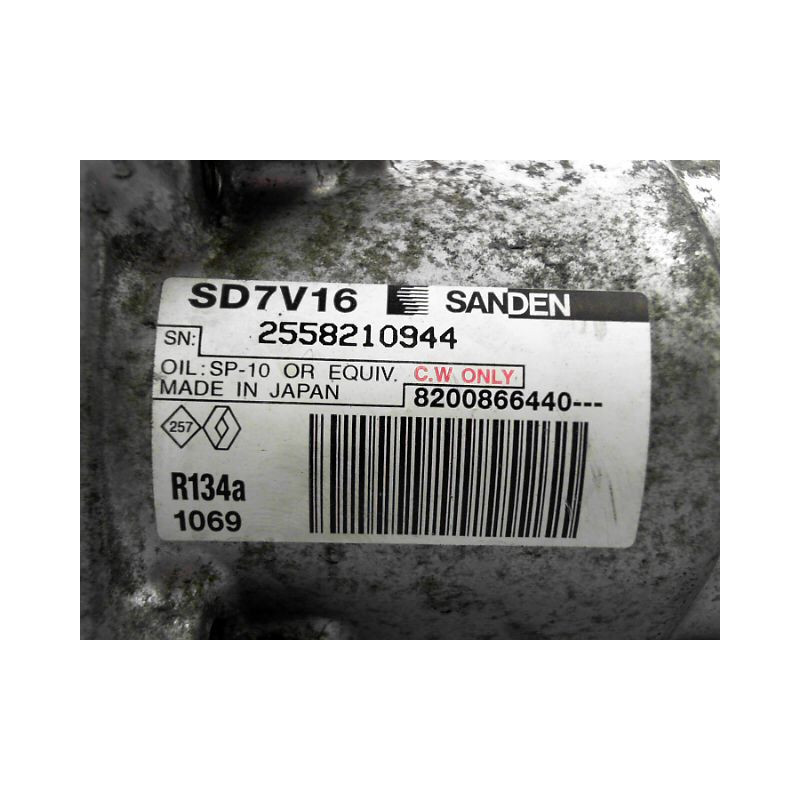 SD7V16 SANDEN
SN: 2558210944
OIL: SP-10 OR EQUIV. C.W ONLY
MADE IN JAPAN 8200866440---
257
R134a
1069